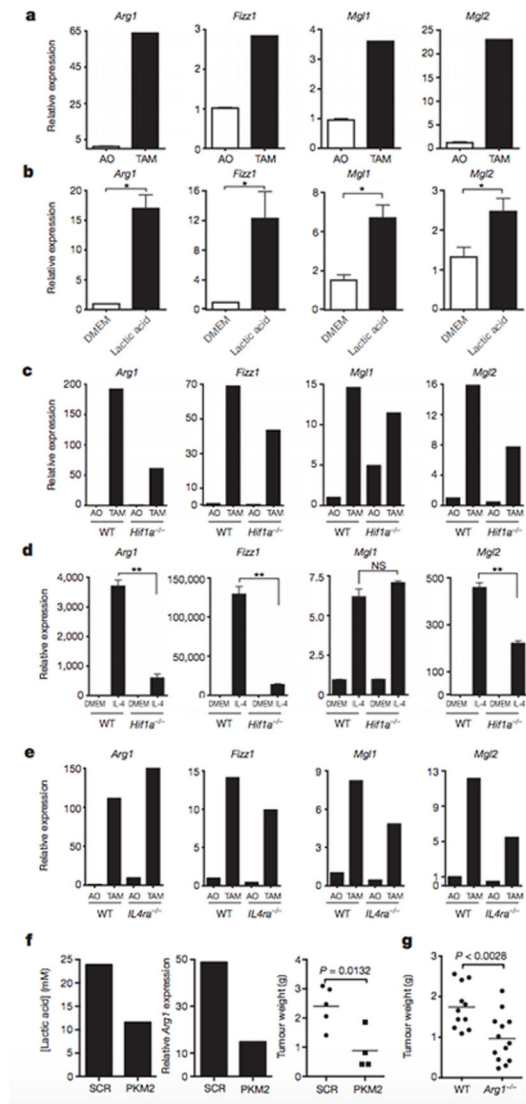 a
Arg1
Fizz1
Mgl1
Mgl2
Relative expression
65
45
25
5
AO TAM
3
2
1
0
AO TAM
4
3
2
1
0
AO TAM
25
20
15
10
5
0
AO TAM
b
Arg1
Fizz1
Mgl1
Mgl2
Relative expression
20
15
10
5
0
*
DMEM
Lactic acid
16
12
8
4
0
*
DMEM
Lactic acid
10
8
6
4
2
0
*
DMEM
Lactic acid
4
3
2
1
0
*
DMEM
Lactic acid
c
Arg1
Fizz1
Mgl1
Mgl2
Relative expression
200
150
100
50
0
AO TAM AO TAM
WT Hif1a−/−
70
60
50
40
30
20
10
0
AO TAM AO TAM
WT Hif1a−/−
15
10
5
0
AO TAM AO TAM
WT Hif1a−/−
16
12
8
4
0
AO TAM AO TAM
WT Hif1a−/−
d
Arg1
Fizz1
Mgl1
Mgl2
Relative expression
4,000
3,000
2,000
1,000
0
**
DMEM IL-4 DMEM IL-4
WT Hif1a−/−
150,000
100,000
50,000
0
**
DMEM IL-4 DMEM IL-4
WT Hif1a−/−
7.5
5.0
2.5
0
NS
DMEM IL-4 DMEM IL-4
WT Hif1a−/−
500
300
100
0
**
DMEM IL-4 DMEM IL-4
WT Hif1a−/−
e
Arg1
Fizz1
Mgl1
Mgl2
Relative expression
150
100
50
0
AO TAM AO TAM
WT IL4ra−/−
15
10
5
0
AO TAM AO TAM
WT IL4ra−/−
9
6
3
0
AO TAM AO TAM
WT IL4ra−/−
13
9
5
1
0
AO TAM AO TAM
WT IL4ra−/−
f
[Lactic acid] (mM)
25
20
15
10
5
0
SCR PKM2
Relative Arg1 expression
50
30
15
0
SCR PKM2
Tumour weight (g)
4
3
2
1
0
P = 0.0132
SCR PKM2
g
Tumour weight (g)
3
2
1
0
P < 0.0028
WT Arg1−/−